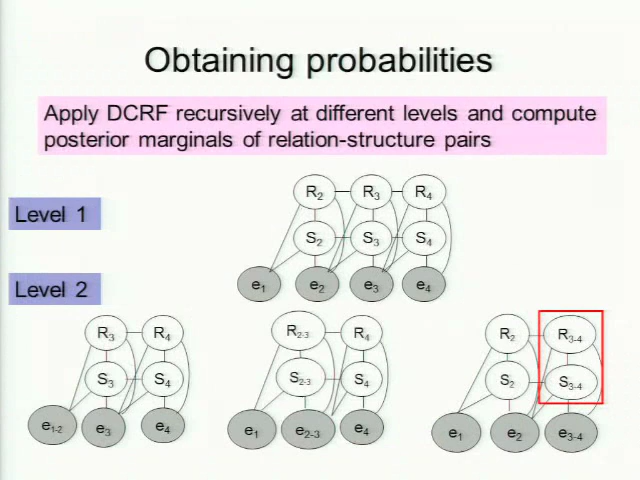 Obtaining probabilities
Apply DCRF recursively at different levels and compute
posterior marginals of relation-structure pairs
Level 1
R2 R3 R4
S2 S3 S4
e1 e2 e3 e4
Level 2
R3 R4 R2-3 R4 R2 R3-4
S3 S4 S2-3 S4 S2 S3-4
e1-2 e3 e4 e1 e2-3 e4 e1 e2 e3-4